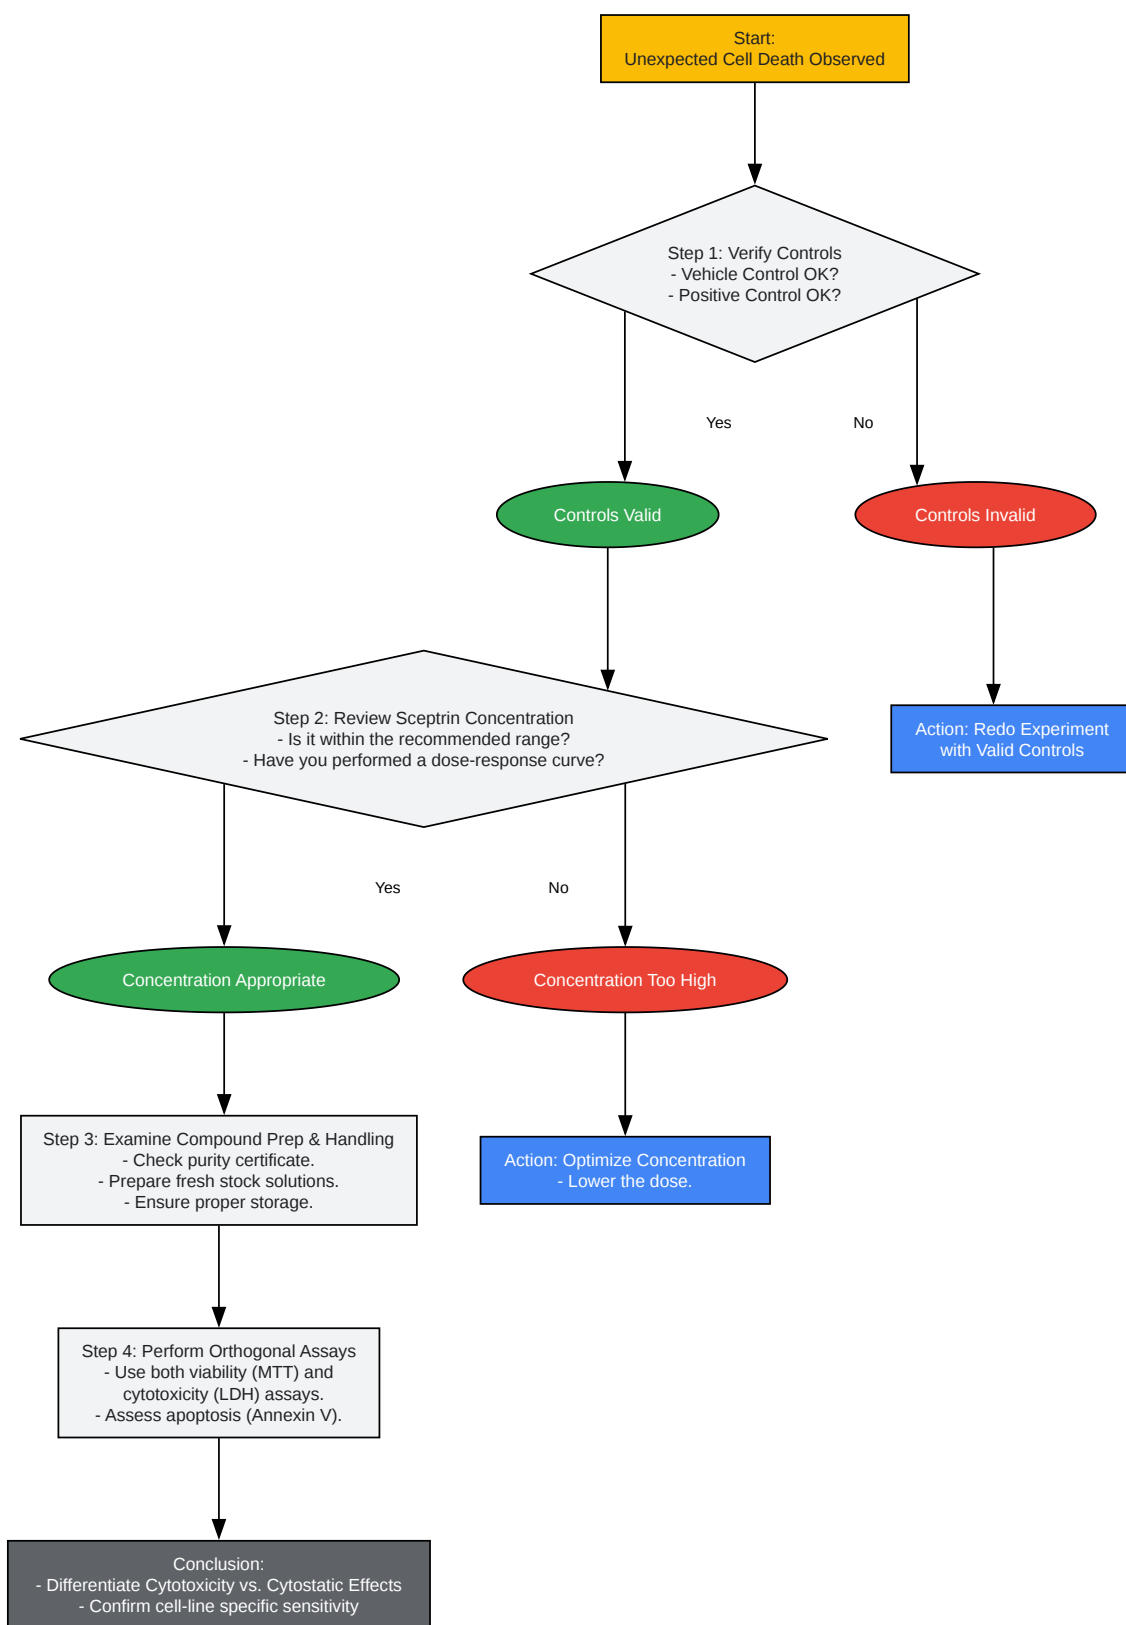 Start:
Unexpected Cell Death Observed
Step 1: Verify Controls
- Vehicle Control OK?
- Positive Control OK?
Yes
No
Controls Valid
Controls Invalid
Step 2: Review Sceptrin Concentration
- Is it within the recommended range?
- Have you performed a dose-response curve?
Action: Redo Experiment
with Valid Controls
Yes
No
Concentration Appropriate
Concentration Too High
Step 3: Examine Compound Prep & Handling
- Check purity certificate.
- Prepare fresh stock solutions.
- Ensure proper storage.
Action: Optimize Concentration
- Lower the dose.
Step 4: Perform Orthogonal Assays
- Use both viability (MTT) and
cytotoxicity (LDH) assays.
- Assess apoptosis (Annexin V).
Conclusion:
- Differentiate Cytotoxicity vs. Cytostatic Effects
- Confirm cell-line specific sensitivity